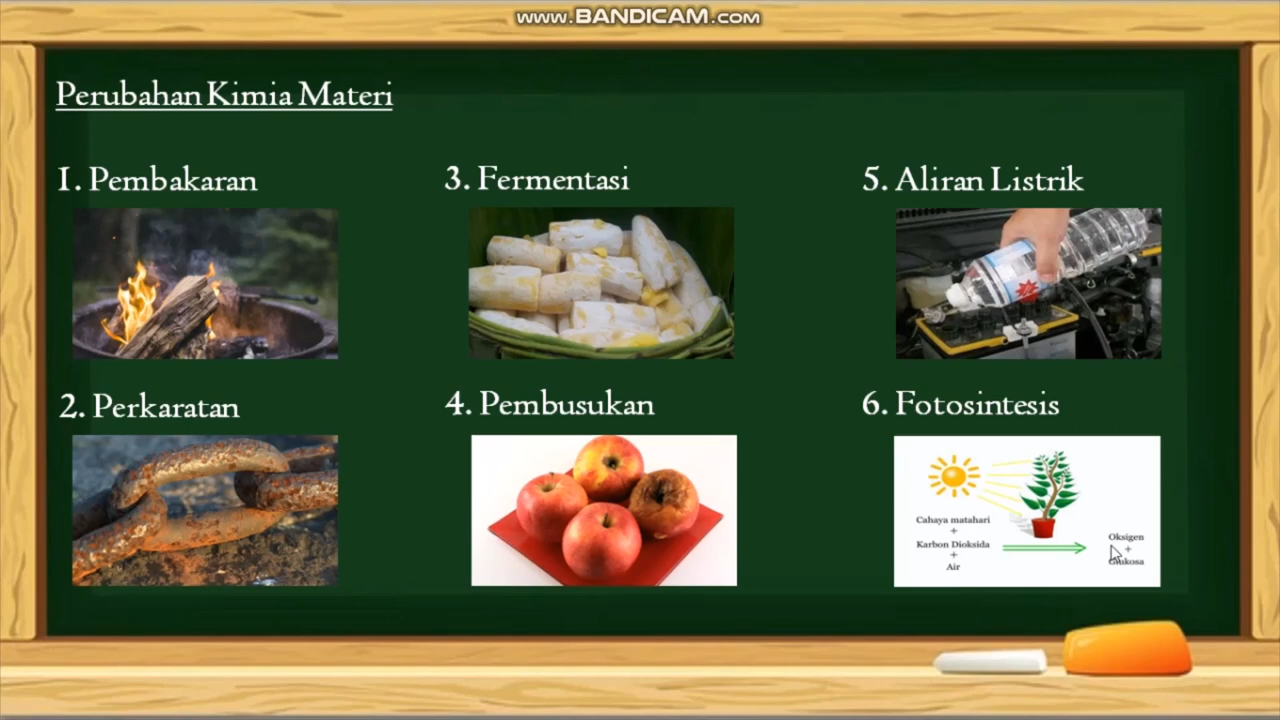 www.BANDICAM.com
Perubahan Kimia Materi
1. Pembakaran
3. Fermentasi
5. Aliran Listrik
2. Perkaratan
4. Pembusukan
6. Fotosintesis
Cahaya matahari
+
Karbon Dioksida
+
Air
Oksigen
+
Glukosa